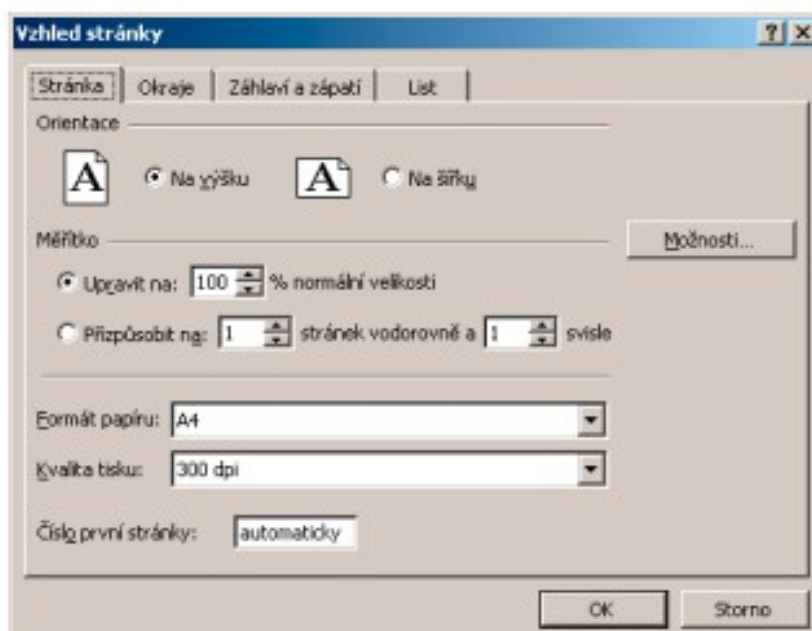 Vzhled stránky
Stránka Okraje Záhlaví a zápatí List
Orientace
A Na výšku A Na šířku
Měřítko
Možnosti...
Upravit na: 100 % normální velikosti
Přizpůsobit na: 1 stránek vodorovně a 1 svisle
Formát papíru: A4
Kvalita tisku: 300 dpi
Číslo první stránky: automaticky
OK Storno